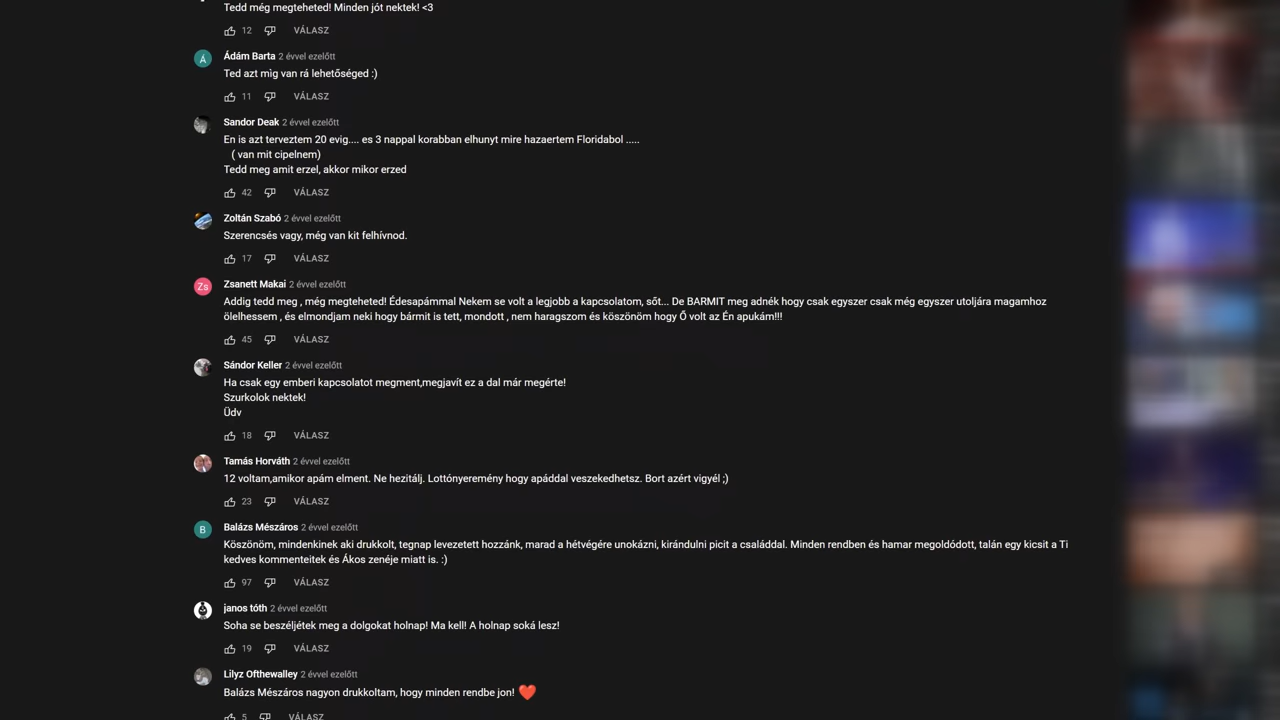 Tedd még megteheted! Minden jót nektek! <3
12 VÁLASZ
Á
Ádám Barta 2 évvel ezelőtt
Ted azt mìg van rá lehetőséged :)
11 VÁLASZ
Sandor Deak 2 évvel ezelőtt
En is azt terveztem 20 evig.... es 3 nappal korabban elhunyt mire hazaertem Floridabol .....
( van mit cipelnem)
Tedd meg amit erzel, akkor mikor erzed
42 VÁLASZ
Zoltán Szabó 2 évvel ezelőtt
Szerencsés vagy, még van kit felhívnod.
17 VÁLASZ
Zs
Zsanett Makai 2 évvel ezelőtt
Addig tedd meg , még megteheted! Édesapámmal Nekem se volt a legjobb a kapcsolatom, sőt... De BARMIT meg adnék hogy csak egyszer csak még egyszer utoljára magamhoz
ölelhessem , és elmondjam neki hogy bármit is tett, mondott , nem haragszom és köszönöm hogy Ő volt az Én apukám!!!
45 VÁLASZ
Sándor Keller 2 évvel ezelőtt
Ha csak egy emberi kapcsolatot megment,megjavít ez a dal már megérte!
Szurkolok nektek!
Üdv
18 VÁLASZ
Tamás Horváth 2 évvel ezelőtt
12 voltam,amikor apám elment. Ne hezitálj. Lottónyeremény hogy apáddal veszekedhetsz. Bort azért vigyél ;)
23 VÁLASZ
B
Balázs Mészáros 2 évvel ezelőtt
Köszönöm, mindenkinek aki drukkolt, tegnap levezetett hozzánk, marad a hétvégére unokázni, kirándulni picit a családdal. Minden rendben és hamar megoldódott, talán egy kicsit a Ti
kedves kommenteitek és Ákos zenéje miatt is. :)
97 VÁLASZ
janos tóth 2 évvel ezelőtt
Soha se beszéljétek meg a dolgokat holnap! Ma kell! A holnap soká lesz!
19 VÁLASZ
Lilyz Ofthewalley 2 évvel ezelőtt
Balázs Mészáros nagyon drukkoltam, hogy minden rendbe jon! ❤️
5 VÁLASZ